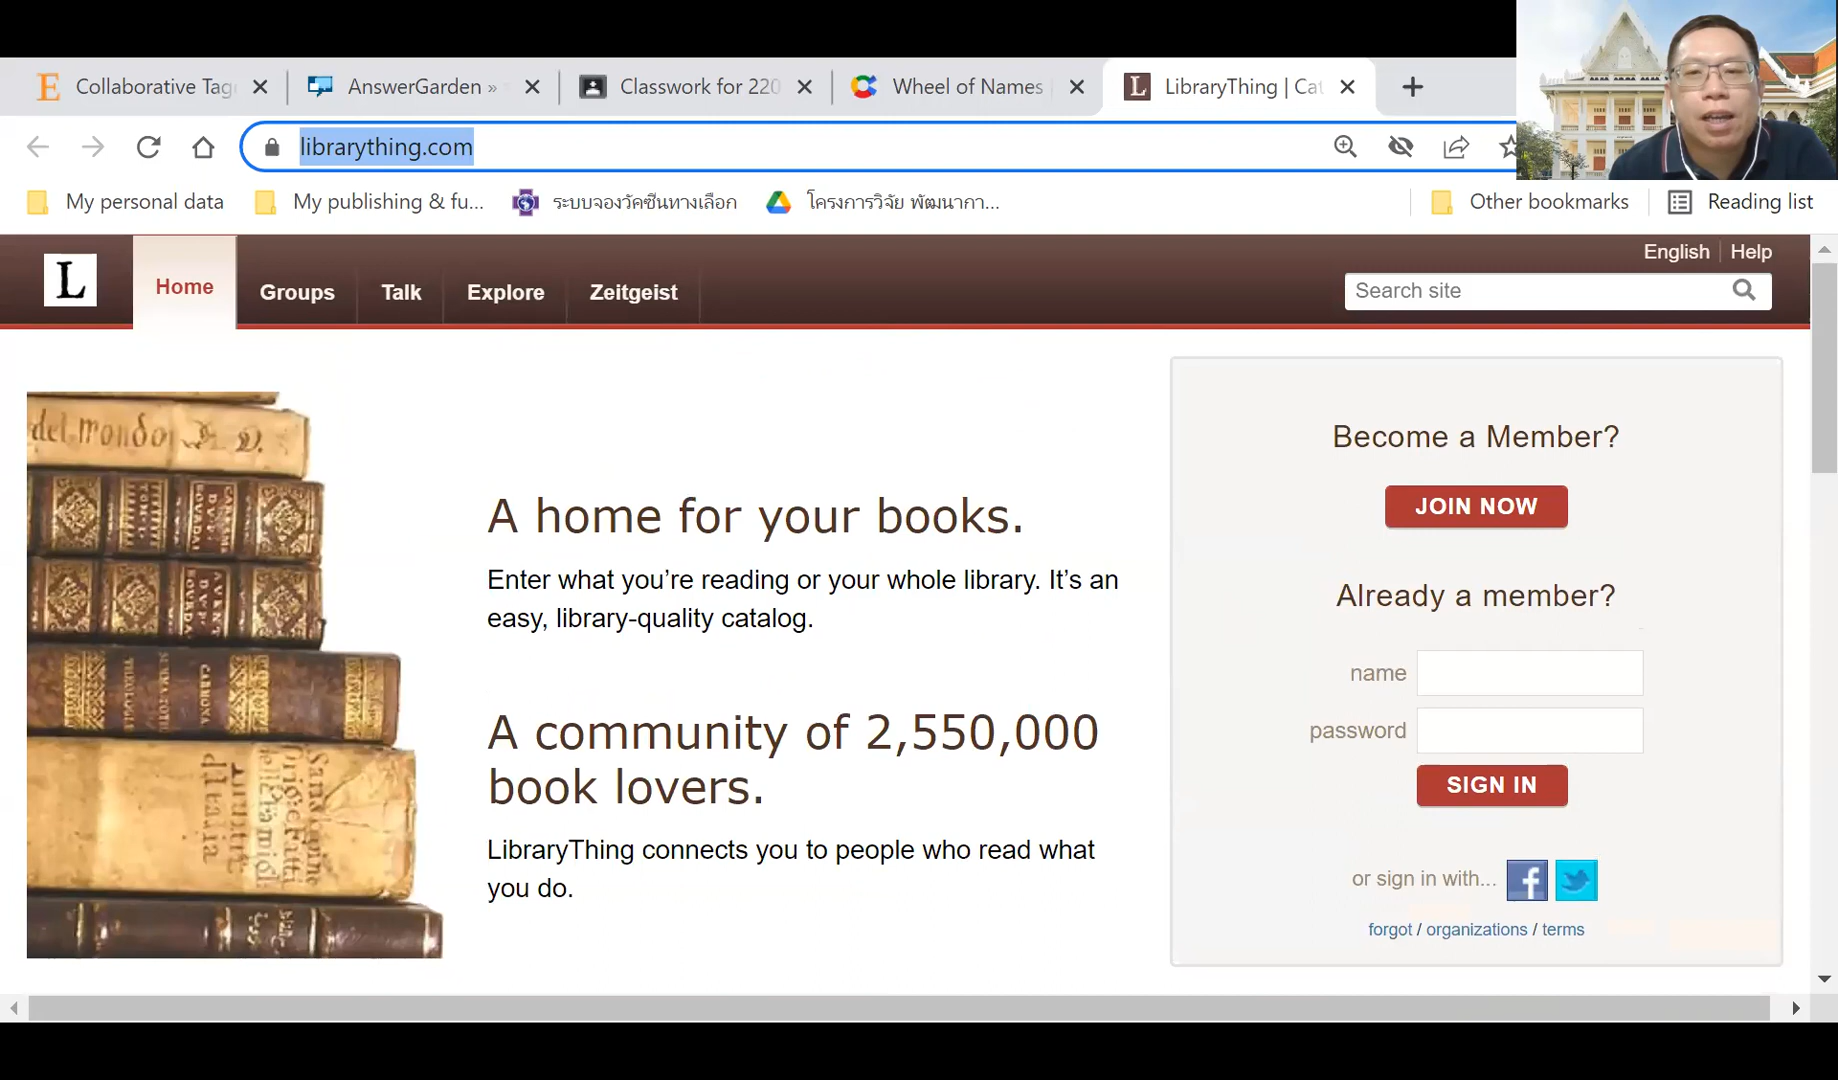 Collaborative Tag
AnswerGarden »
Classwork for 220
Wheel of Names
LibraryThing | Cat
librarything.com
My personal data
My publishing & fu...
ระบบจองวัคซีนทางเลือก
โครงการวิจัย พัฒนากา...
Other bookmarks
Reading list
L
Home
Groups
Talk
Explore
Zeitgeist
English
Help
Search site
del mondo
A home for your books.
Enter what you’re reading or your whole library. It’s an
easy, library-quality catalog.
A community of 2,550,000
book lovers.
LibraryThing connects you to people who read what
you do.
Become a Member?
JOIN NOW
Already a member?
name
password
SIGN IN
or sign in with...
forgot / organizations / terms